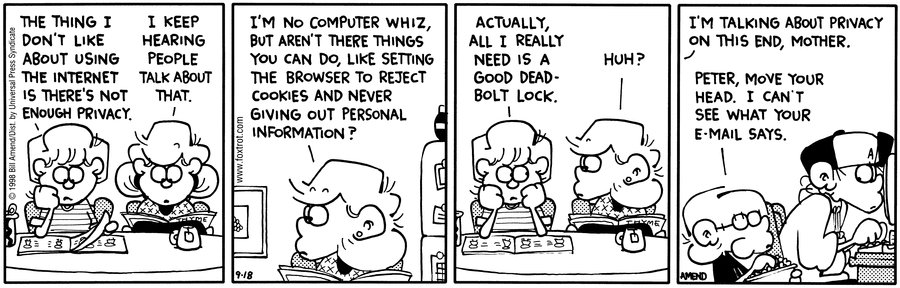 THE THING I
DON'T LIKE
ABOUT USING
THE INTERNET
IS THERE'S NOT
ENOUGH PRIVACY.
I KEEP
HEARING
PEOPLE
TALK ABOUT
THAT.
© 1998 Bill Amend/Dist. by Universal Press Syndicate
THYME
I'M NO COMPUTER WHIZ,
BUT AREN'T THERE THINGS
YOU CAN DO, LIKE SETTING
THE BROWSER TO REJECT
COOKIES AND NEVER
GIVING OUT PERSONAL
INFORMATION?
www.foxtrot.com
9-18
ACTUALLY,
ALL I REALLY
NEED IS A
GOOD DEAD-
BOLT LOCK.
HUH?
THYME
I'M TALKING ABOUT PRIVACY
ON THIS END, MOTHER.
PETER, MOVE YOUR
HEAD. I CAN'T
SEE WHAT YOUR
E-MAIL SAYS.
A
AMEND